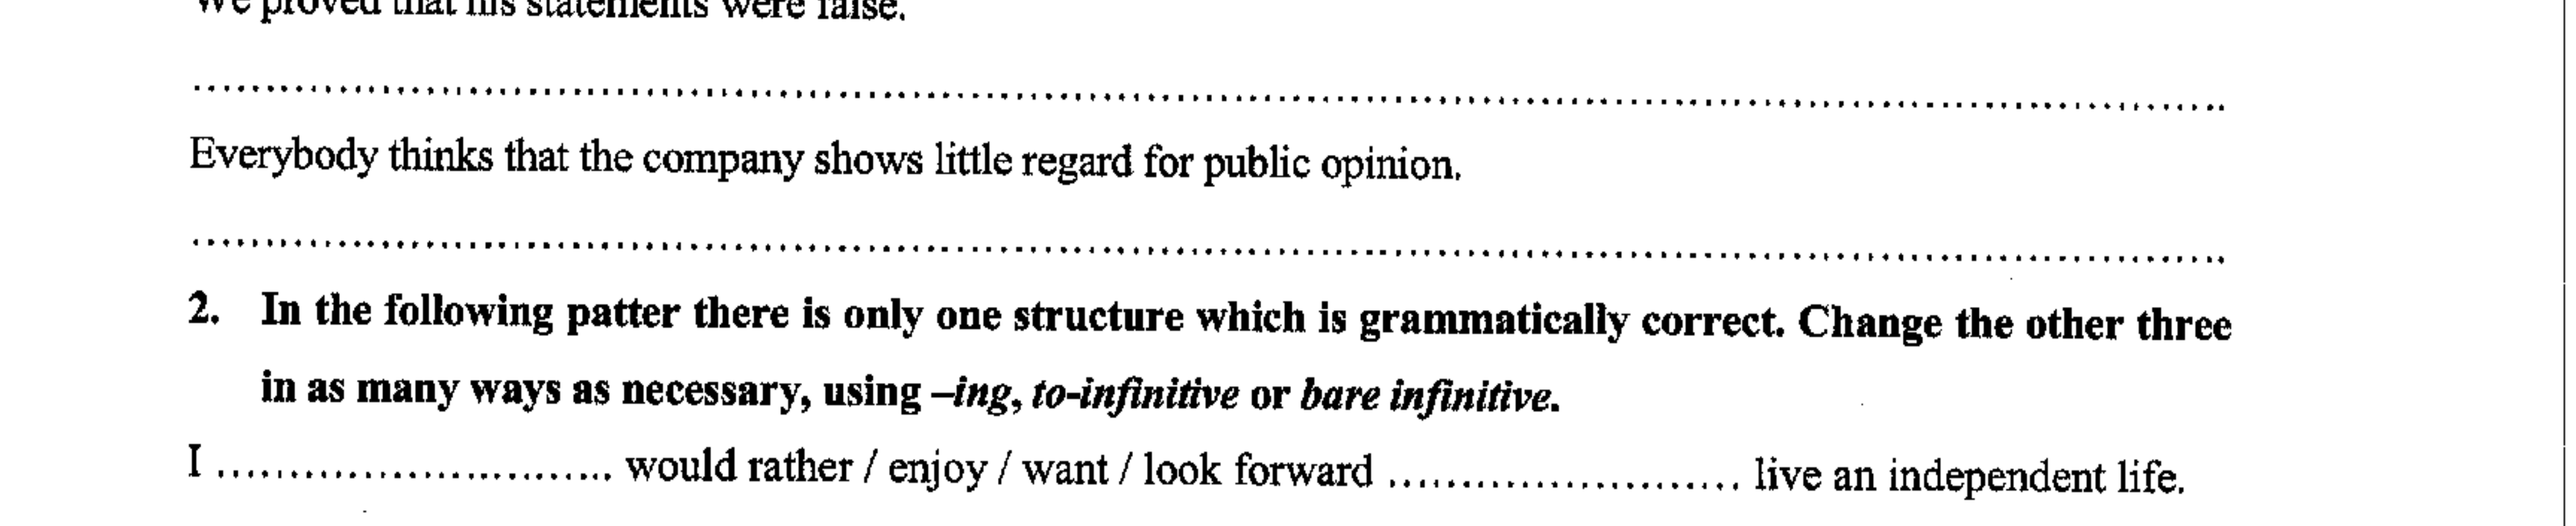 We proved that his statements were false.
........................................................................................................................................
Everybody thinks that the company shows little regard for public opinion.
........................................................................................................................................
2. In the following patter there is only one structure which is grammatically correct. Change the other three
in as many ways as necessary, using –ing, to-infinitive or bare infinitive.
I ........................... would rather / enjoy / want / look forward ........................ live an independent life.